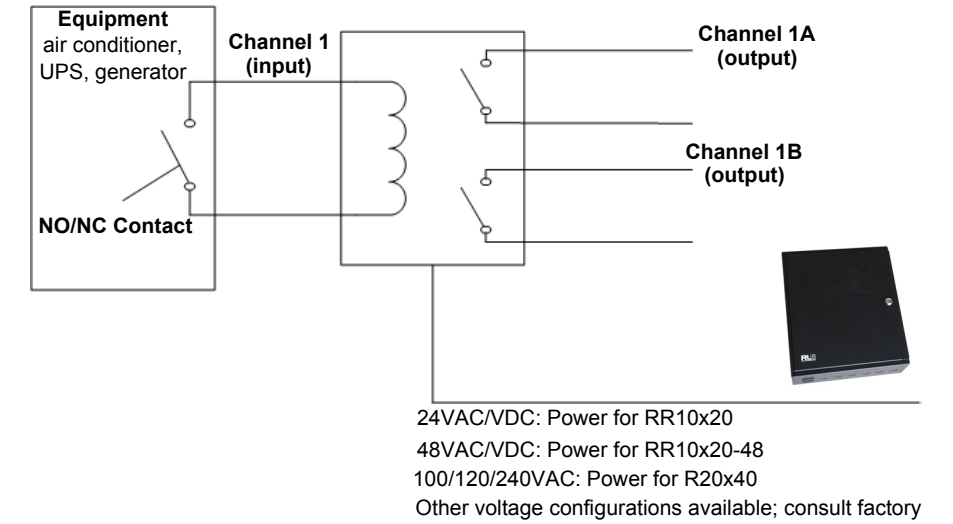 Equipment
air conditioner,
UPS, generator
Channel 1
(input)
NO/NC Contact
Channel 1A
(output)
Channel 1B
(output)
RLE
24VAC/VDC: Power for RR10x20
48VAC/VDC: Power for RR10x20-48
100/120/240VAC: Power for R20x40
Other voltage configurations available; consult factory